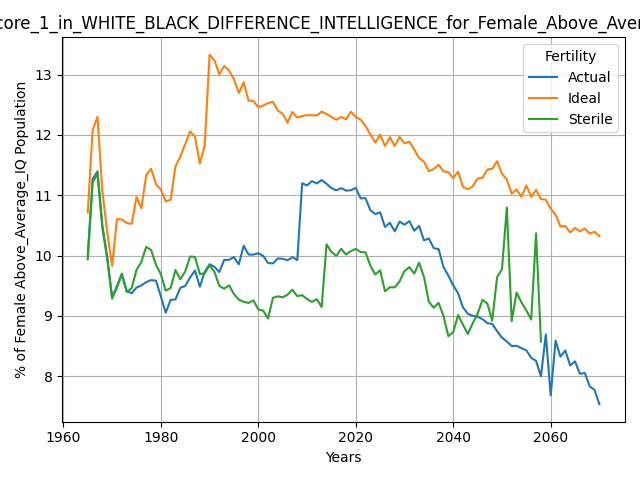 core_1_in_WHITE_BLACK_DIFFERENCE_INTELLIGENCE_for_Female_Above_Aver
Fertility
Actual
Ideal
Sterile
% of Female Above_Average_IQ Population
13
12
11
10
9
8
1960
1980
2000
2020
2040
2060
Years